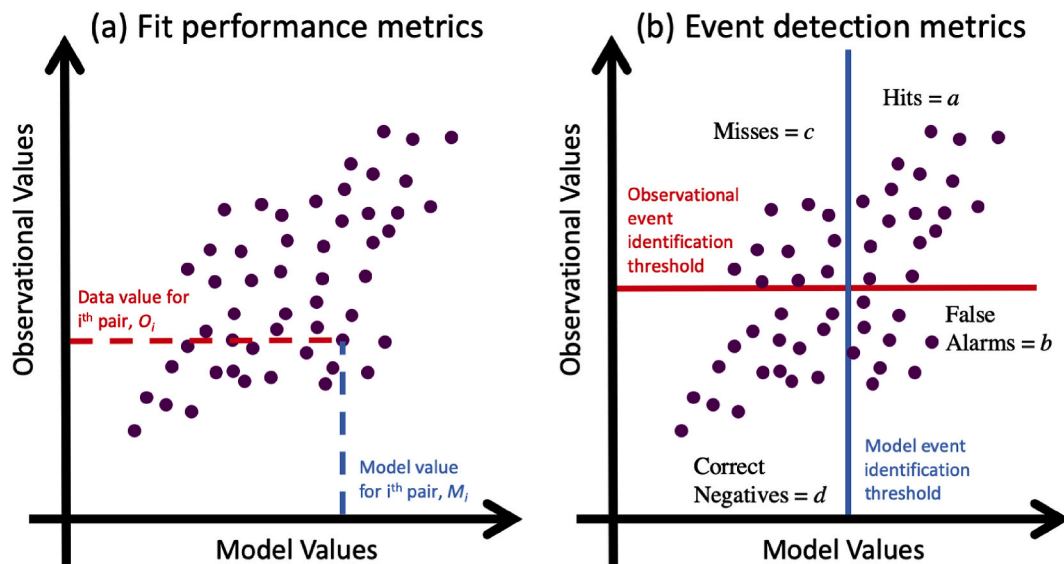 (a) Fit performance metrics
Observational Values
Data value for
iᵗʰ pair, Oᵢ
Model value
for iᵗʰ pair, Mᵢ
Model Values
(b) Event detection metrics
Observational Values
Hits = a
Misses = c
Observational
event
identification
threshold
False
Alarms = b
Correct
Negatives = d
Model event
identification
threshold
Model Values